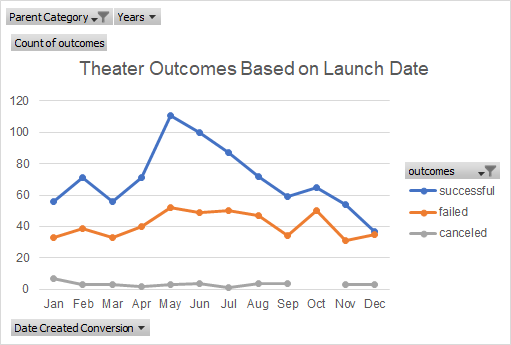 Parent Category Years
Count of outcomes
Theater Outcomes Based on Launch Date
120
100
80
60
40
20
0
Jan Feb Mar Apr May Jun Jul Aug Sep Oct Nov Dec
outcomes
successful
failed
canceled
Date Created Conversion